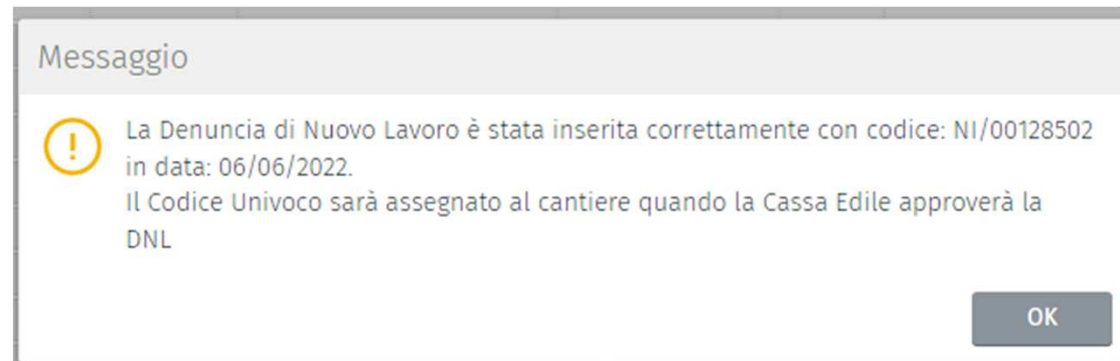 Messaggio
La Denuncia di Nuovo Lavoro è stata inserita correttamente con codice: NI/00128502
in data: 06/06/2022.
Il Codice Univoco sarà assegnato al cantiere quando la Cassa Edile approverà la
DNL
OK